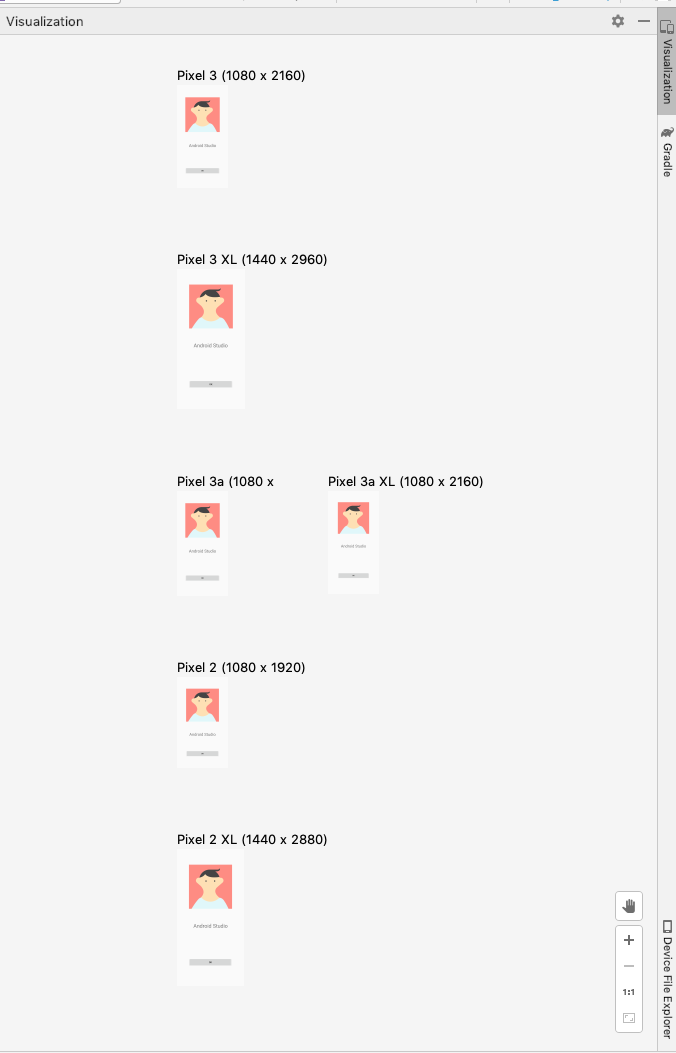 Visualization
Pixel 3 (1080 x 2160)
Android Studio
Pixel 3 XL (1440 x 2960)
Android Studio
Pixel 3a (1080 x
Pixel 3a XL (1080 x 2160)
Android Studio
Android Studio
Pixel 2 (1080 x 1920)
Android Studio
Pixel 2 XL (1440 x 2880)
Android Studio
1:1
Visualization
Gradle
Device File Explorer